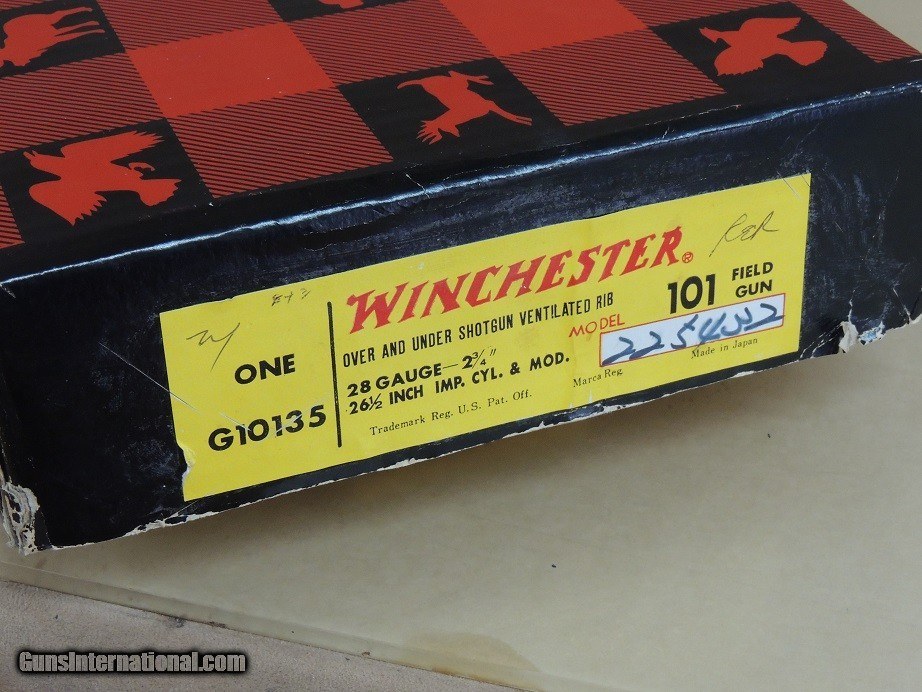 ONE
G10135
WINCHESTER®
OVER AND UNDER SHOTGUN VENTILATED RIB
28 GAUGE—2¾"
26½ INCH IMP. CYL. & MOD.
Trademark Reg. U.S. Pat. Off.
Marca Reg.
MODEL 101 FIELD GUN
225432
Made in Japan
GunsInternational.com